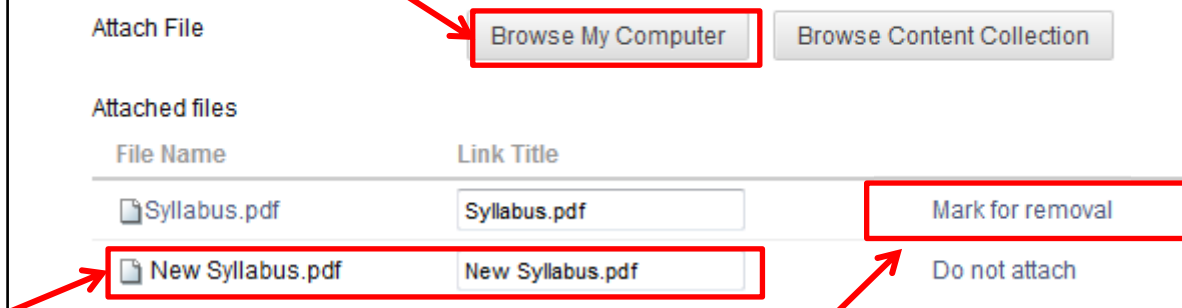 Attach File Browse My Computer Browse Content Collection
Attached files
File Name Link Title
Syllabus.pdf Syllabus.pdf Mark for removal
New Syllabus.pdf New Syllabus.pdf Do not attach